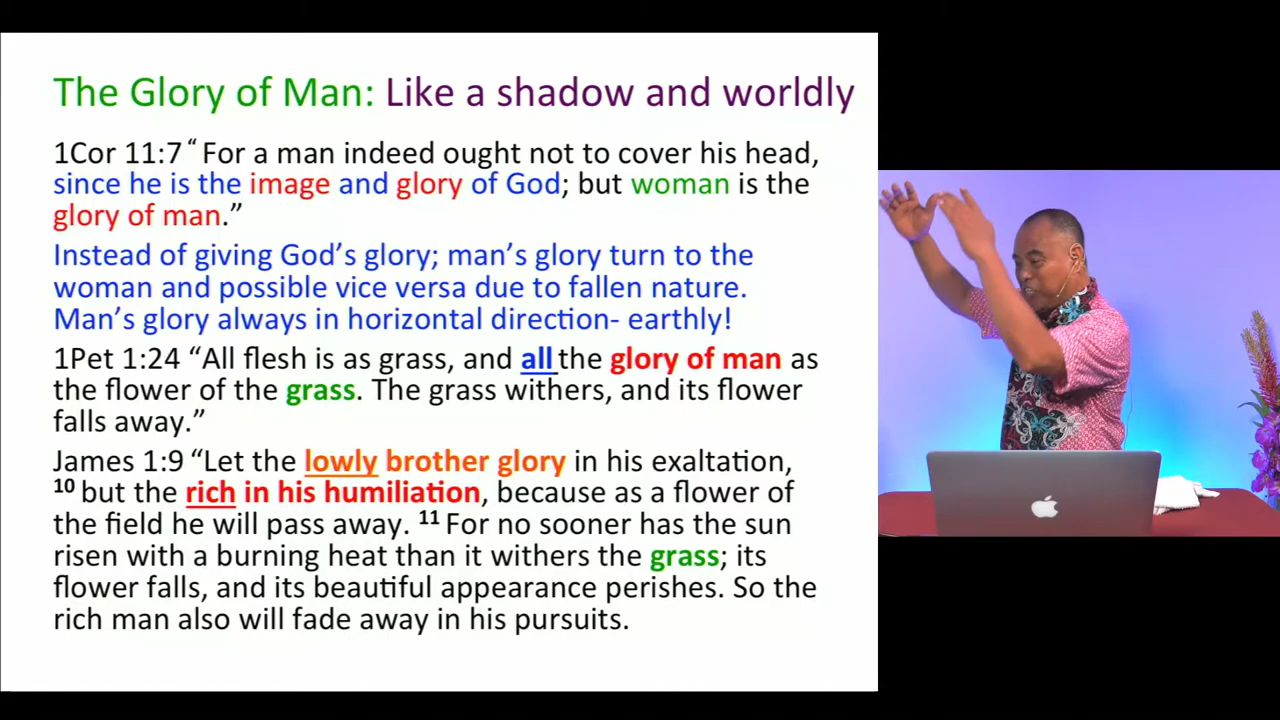 The Glory of Man: Like a shadow and worldly
1Cor 11:7 “ For a man indeed ought not to cover his head,
since he is the image and glory of God; but woman is the
glory of man.”
Instead of giving God’s glory; man’s glory turn to the
woman and possible vice versa due to fallen nature.
Man’s glory always in horizontal direction- earthly!
1Pet 1:24 “All flesh is as grass, and all the glory of man as
the flower of the grass. The grass withers, and its flower
falls away.”
James 1:9 “Let the lowly brother glory in his exaltation,
10 but the rich in his humiliation, because as a flower of
the field he will pass away. 11 For no sooner has the sun
risen with a burning heat than it withers the grass; its
flower falls, and its beautiful appearance perishes. So the
rich man also will fade away in his pursuits.